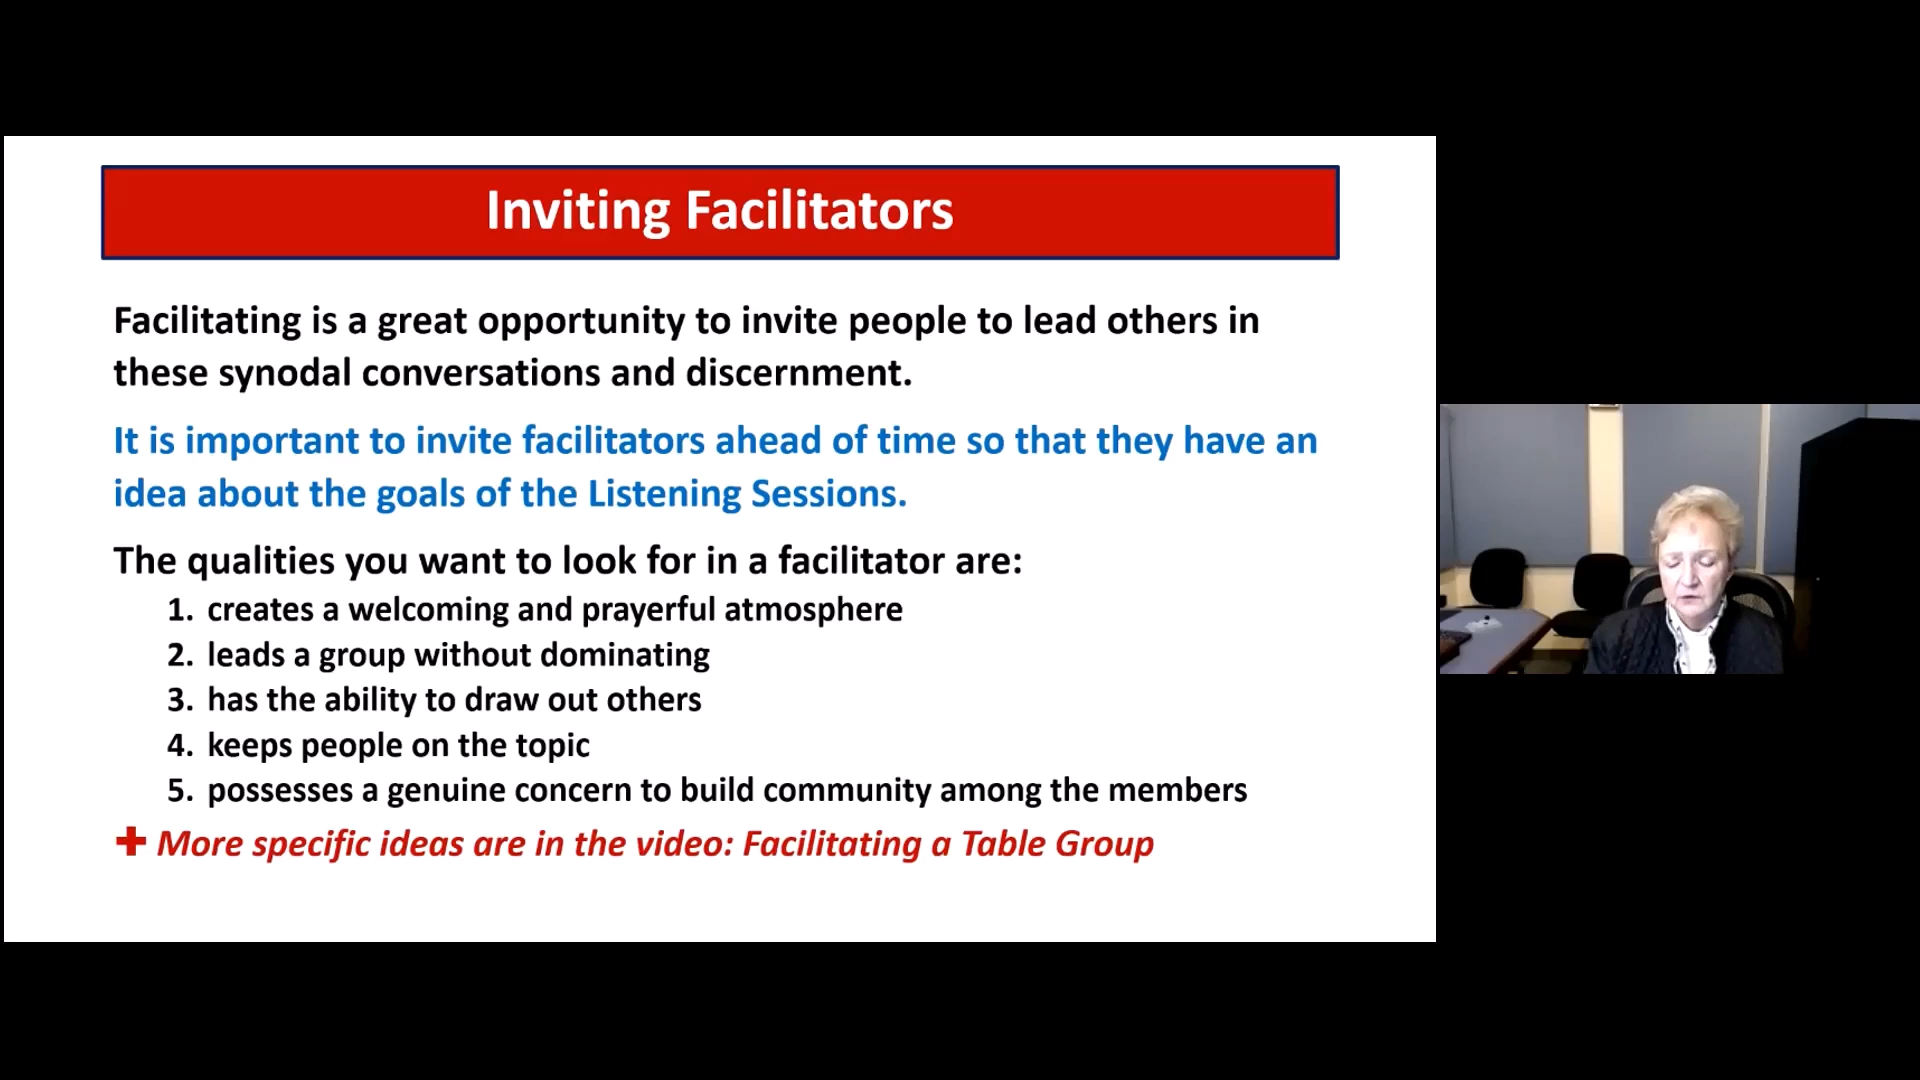 Inviting Facilitators
Facilitating is a great opportunity to invite people to lead others in
these synodal conversations and discernment.
It is important to invite facilitators ahead of time so that they have an
idea about the goals of the Listening Sessions.
The qualities you want to look for in a facilitator are:
1. creates a welcoming and prayerful atmosphere
2. leads a group without dominating
3. has the ability to draw out others
4. keeps people on the topic
5. possesses a genuine concern to build community among the members
✚ More specific ideas are in the video: Facilitating a Table Group